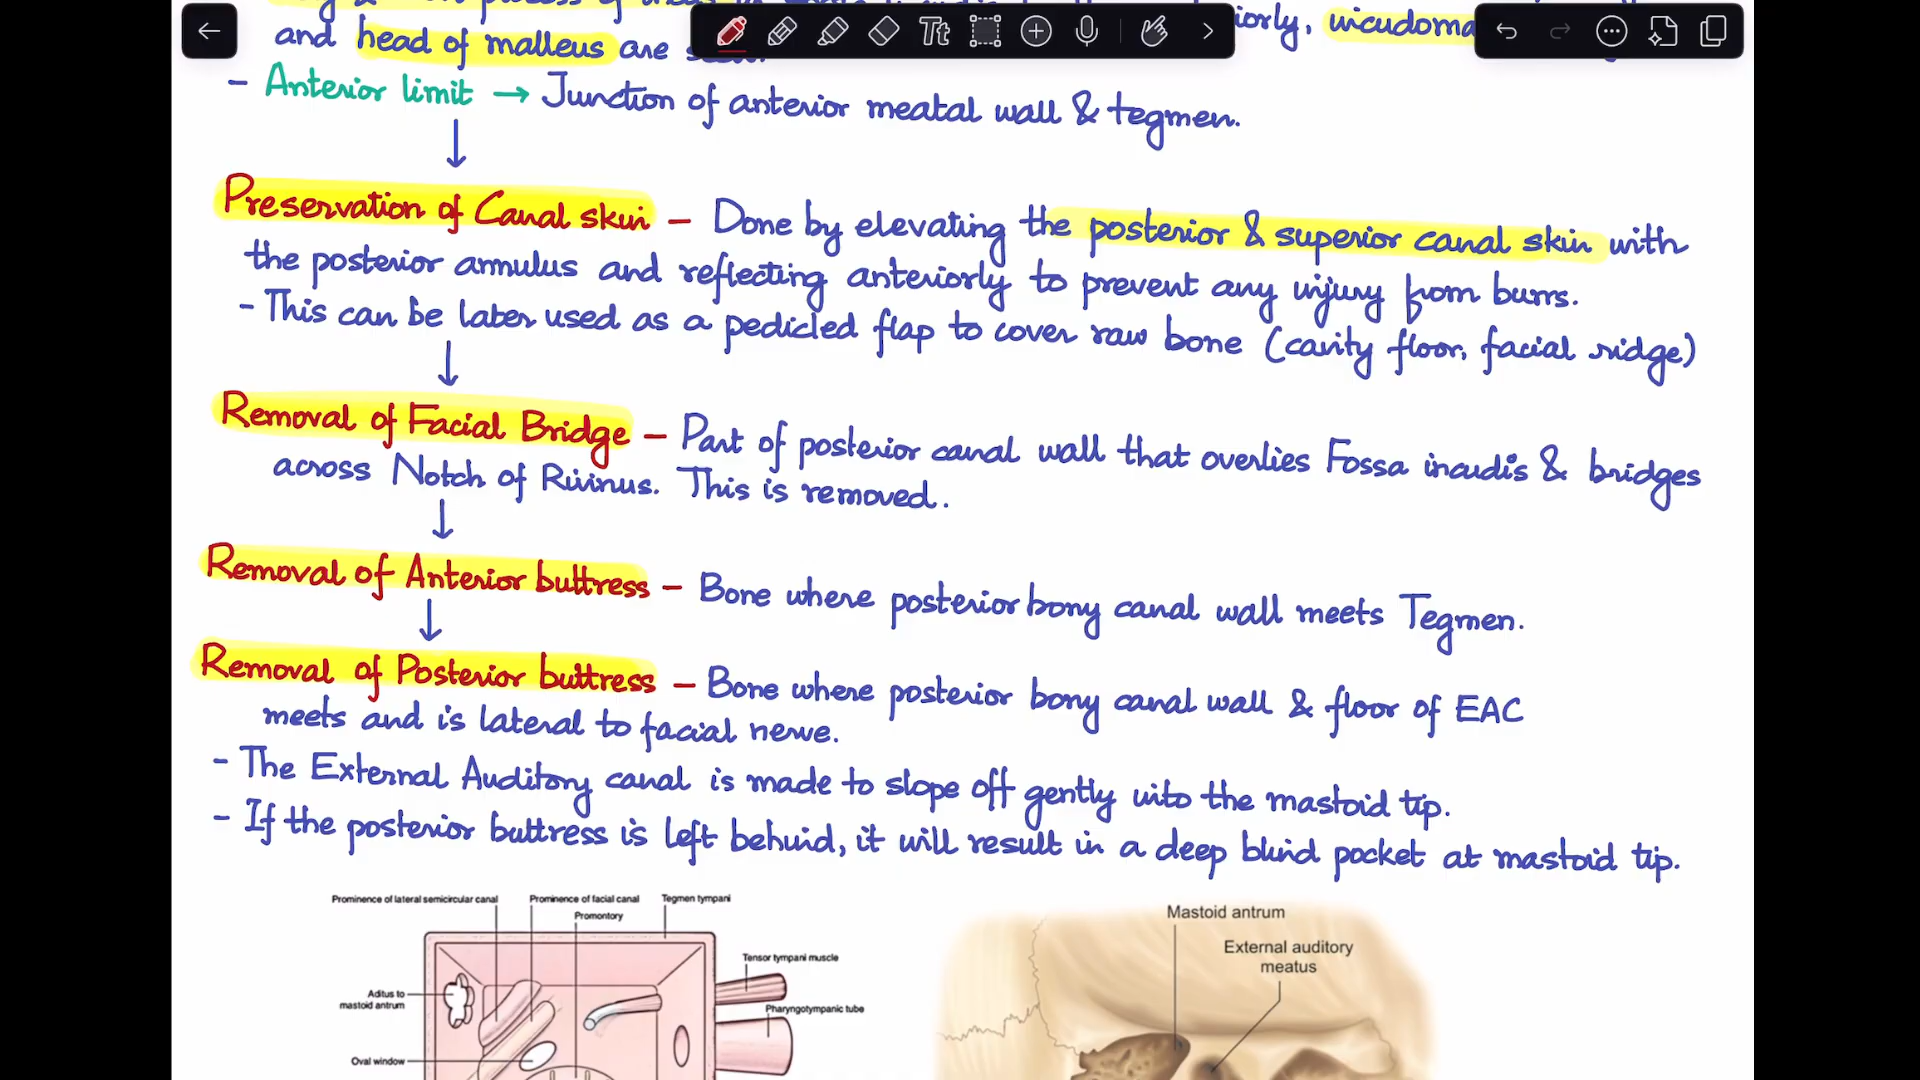 iorly, incudoma
and head of malleus are
- Anterior limit → Junction of anterior meatal wall & tegmen.
Preservation of Canal skin - Done by elevating the posterior & superior canal skin with
the posterior annulus and reflecting anteriorly to prevent any injury from burrs.
- This can be later used as a pedicled flap to cover raw bone (cavity floor, facial ridge)
Removal of Facial Bridge - Part of posterior canal wall that overlies Fossa incudis & bridges
across Notch of Rivinus. This is removed.
Removal of Anterior buttress - Bone where posterior bony canal wall meets Tegmen.
Removal of Posterior buttress - Bone where posterior bony canal wall & floor of EAC
meets and is lateral to facial nerve.
- The External Auditory canal is made to slope off gently into the mastoid tip.
- If the posterior buttress is left behind, it will result in a deep blind pocket at mastoid tip.
Prominence of lateral semicircular canal
Prominence of facial canal
Tegmen tympani
Promontory
Tensor tympani muscle
Aditus to
mastoid antrum
Pharyngotympanic tube
Oval window
Mastoid antrum
External auditory
meatus